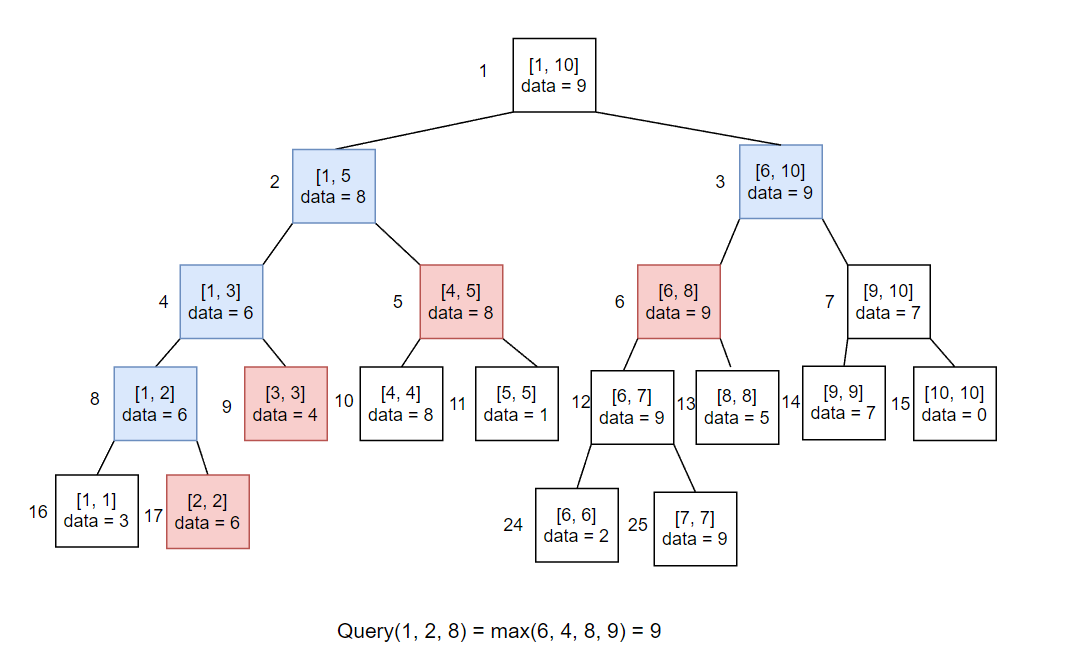 1
[1, 10]
data = 9
2
[1, 5
data = 8
3
[6, 10]
data = 9
4
[1, 3]
data = 6
5
[4, 5]
data = 8
6
[6, 8]
data = 9
7
[9, 10]
data = 7
8
[1, 2]
data = 6
9
[3, 3]
data = 4
10
[4, 4]
data = 8
11
[5, 5]
data = 1
12
[6, 7]
data = 9
13
[8, 8]
data = 5
14
[9, 9]
data = 7
15
[10, 10]
data = 0
16
[1, 1]
data = 3
17
[2, 2]
data = 6
24
[6, 6]
data = 2
25
[7, 7]
data = 9
Query(1, 2, 8) = max(6, 4, 8, 9) = 9